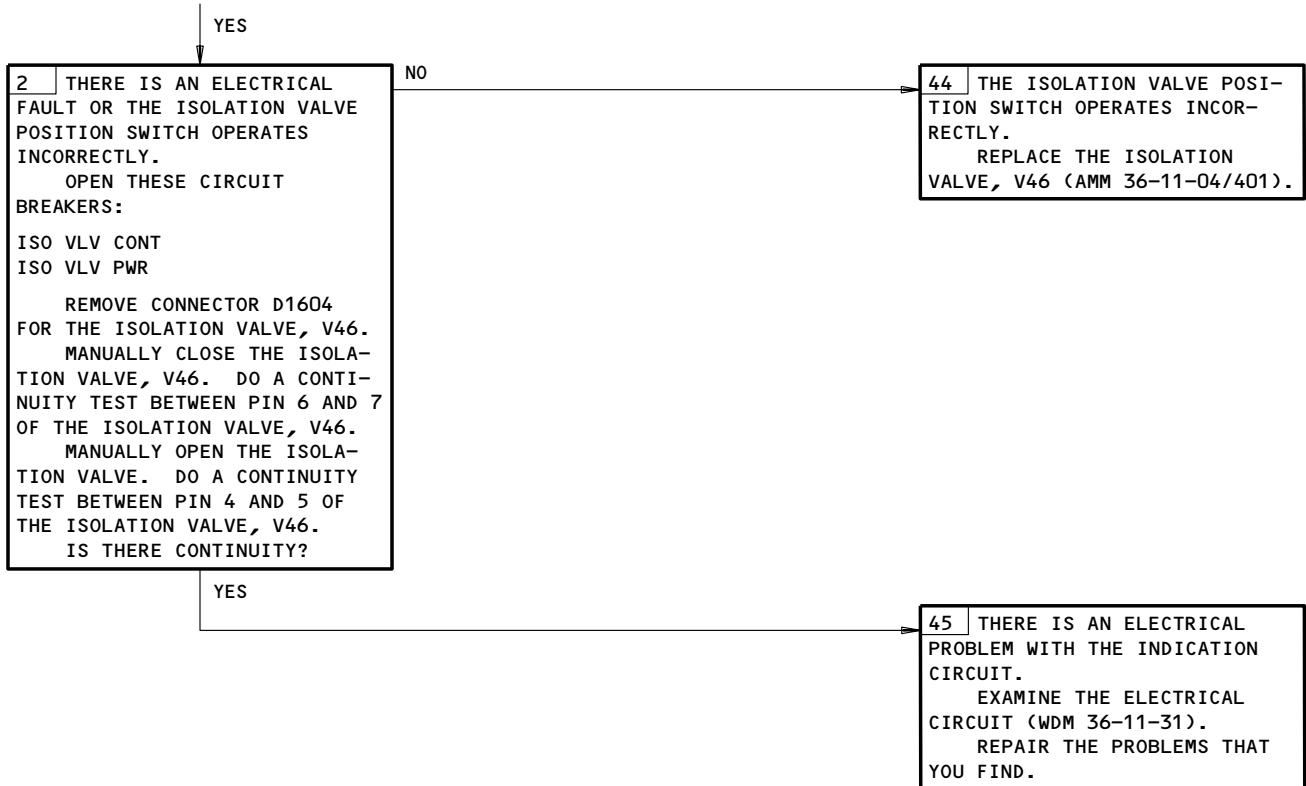 YES
2 THERE IS AN ELECTRICAL
FAULT OR THE ISOLATION VALVE
POSITION SWITCH OPERATES
INCORRECTLY.
OPEN THESE CIRCUIT
BREAKERS:
ISO VLV CONT
ISO VLV PWR
REMOVE CONNECTOR D1604
FOR THE ISOLATION VALVE, V46.
MANUALLY CLOSE THE ISOLA-
TION VALVE, V46. DO A CONTI-
NUITY TEST BETWEEN PIN 6 AND 7
OF THE ISOLATION VALVE, V46.
MANUALLY OPEN THE ISOLA-
TION VALVE. DO A CONTINUITY
TEST BETWEEN PIN 4 AND 5 OF
THE ISOLATION VALVE, V46.
IS THERE CONTINUITY?
NO
44 THE ISOLATION VALVE POSI-
TION SWITCH OPERATES INCOR-
RECTLY.
REPLACE THE ISOLATION
VALVE, V46 (AMM 36-11-04/401).
YES
45 THERE IS AN ELECTRICAL
PROBLEM WITH THE INDICATION
CIRCUIT.
EXAMINE THE ELECTRICAL
CIRCUIT (WDM 36-11-31).
REPAIR THE PROBLEMS THAT
YOU FIND.